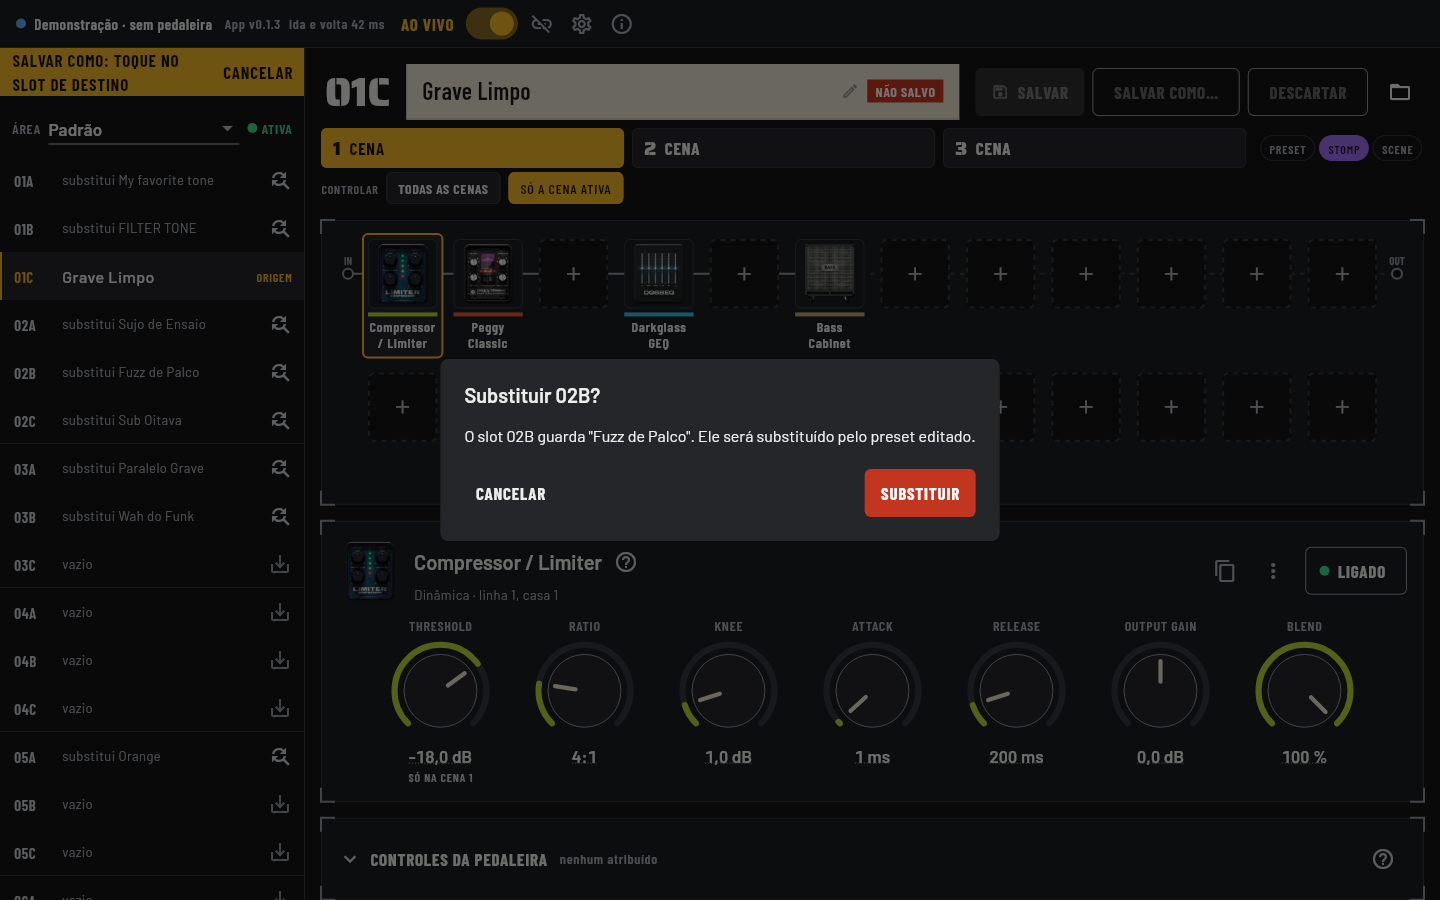 Demonstração · sem pedaleira App v0.1.3 Ida e volta 42 ms AO VIVO
SALVAR COMO: TOQUE NO
SLOT DE DESTINO
CANCELAR
ÁREA Padrão ATIVA
01A substitui My favorite tone
01B substitui FILTER TONE
01C Grave Limpo ORIGEM
02A substitui Sujo de Ensaio
02B substitui Fuzz de Palco
02C substitui Sub Oitava
03A substitui Paralelo Grave
03B substitui Wah do Funk
03C vazio
04A vazio
04B vazio
04C vazio
05A substitui Orange
05B vazio
05C vazio
01C Grave Limpo NÃO SALVO SALVAR SALVAR COMO... DESCARTAR
1 CENA 2 CENA 3 CENA PRESET STOMP SCENE
CONTROLAR TODAS AS CENAS SÓ A CENA ATIVA
IN OUT
LIMITER
BASS
Compressor
/ Limiter
Peggy
Classic
Darkglass
GEQ
Bass
Cabinet
Substituir 02B?
O slot 02B guarda "Fuzz de Palco". Ele será substituído pelo preset editado.
CANCELAR SUBSTITUIR
LIMITER
Compressor / Limiter
Dinâmica · linha 1, casa 1
LIGADO
THRESHOLD RATIO KNEE ATTACK RELEASE OUTPUT GAIN BLEND
-18,0 dB 4:1 1,0 dB 1 ms 200 ms 0,0 dB 100 %
SÓ NA CENA 1
CONTROLES DA PEDALEIRA nenhum atribuído